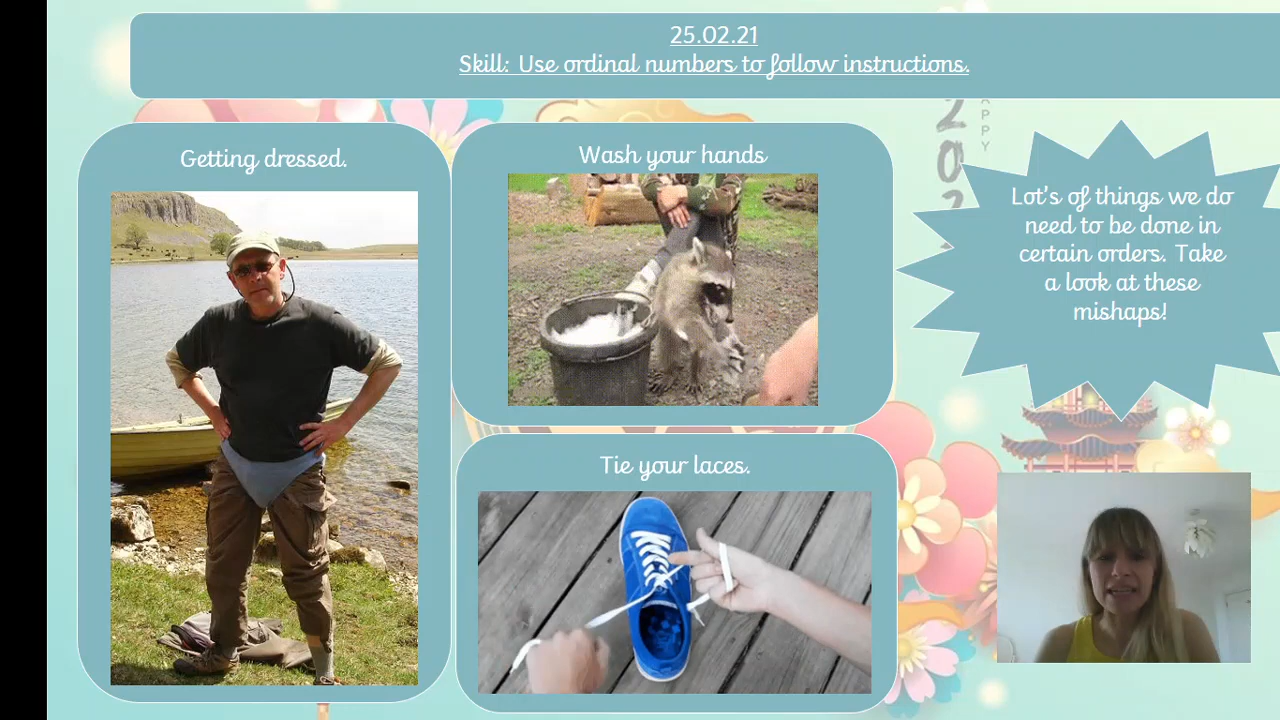 25.02.21
Skill: Use ordinal numbers to follow instructions.
Getting dressed.
Wash your hands
Tie your laces.
Lot's of things we do
need to be done in
certain orders. Take
a look at these
mishaps!